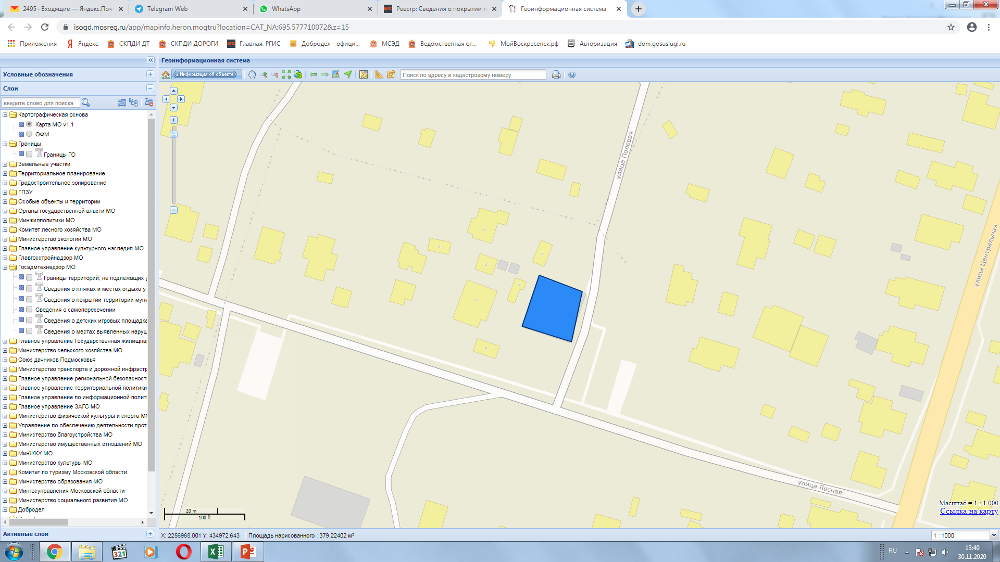 2495 · Входящие — Яндекс.Поч
Telegram Web
WhatsApp
Реестр: Сведения о покрытии т
Геоинформационная система
isogd.mosreg.ru/app/mapinfo.heron.mogtru?location=CAT_NA:695,577710072&z=15
Приложения
Яндекс
СКПДИ ДТ
СКПДИ ДОРОГИ
Главная. РГИС
Добродел - офици...
МСЭД
Ведомственная от...
МойВоскресенск.рф
Авторизация
dom.gosuslugi.ru
Геоинформационная система
Условные обозначения
Слои
Информация об объекте
Поиск по адресу и кадастровому номеру
введите слово для поиска
Картографическая основа
Карта МО v1.1
ОФМ
Границы
Границы ГО
Земельные участки
Территориальное планирование
Градостроительное зонирование
ГПЗУ
Особые объекты и территории
Органы государственной власти МО
Минжилполитики МО
Комитет лесного хозяйства МО
Министерство экологии МО
Главное управление культурного наследия МО
Главгосстройнадзор МО
Госадмтехнадзор МО
Границы территорий, не подлежащих у
Сведения о пляжах и местах отдыха у
Сведения о покрытии территории муни
Сведения о самопересечении
Сведения о детских игровых площадка
Сведения о местах выявленных наруш
Главное управление Государственная жилищна
Министерство сельского хозяйства МО
Союз дачников Подмосковья
Министерство транспорта и дорожной инфрастр
Главное управление региональной безопасност
Главное управление территориальной политики
Главное управление по информационной полит
Главное управление ЗАГС МО
Министерство физической культуры и спорта МО
Управление по обеспечению деятельности прот
Министерство благоустройства МО
Министерство имущественных отношений МО
МинЖКХ МО
Министерство культуры МО
Комитет по туризму Московской области
Министерство образования МО
Мингосуправления Московской области
Министерство социального развития МО
Добродел
Активные слои
улица Полевая
улица Центральная
улица Лесная
2
2
2
2
2
2
2
20 m
100 ft
Масштаб = 1 : 1 000
Ссылка на карту
X: 2256968.001 Y: 434972.643
Площадь нарисованного : 379.22402 м²
1 : 1000
321
RU
13:40
30.11.2020